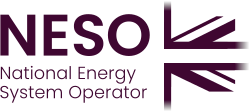 NESO
National Energy
System Operator